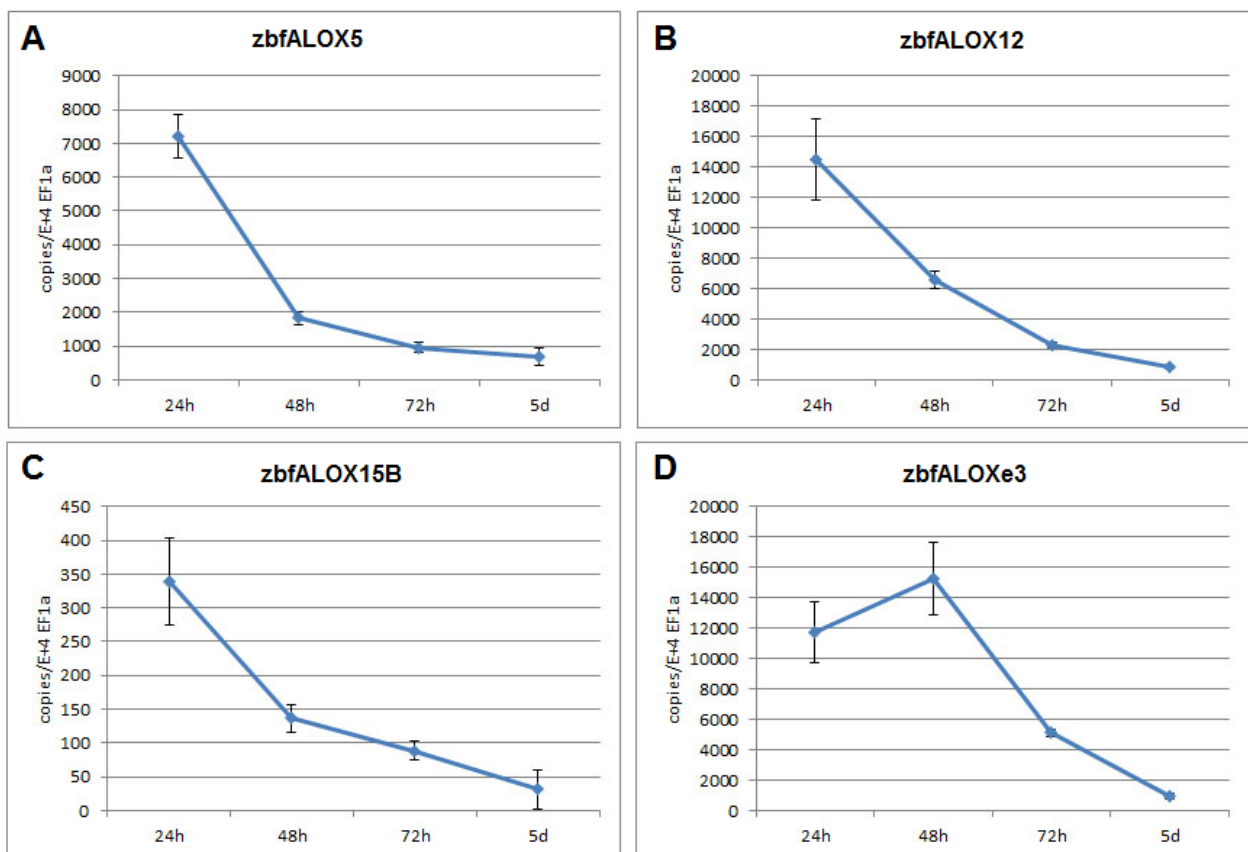 A
zbfALOX5
copies/E+4 EF1a
9000
8000
7000
6000
5000
4000
3000
2000
1000
0
24h 48h 72h 5d
B
zbfALOX12
copies/E+4 EF1a
20000
18000
16000
14000
12000
10000
8000
6000
4000
2000
0
24h 48h 72h 5d
C
zbfALOX15B
copies/E+4 EF1a
450
400
350
300
250
200
150
100
50
0
24h 48h 72h 5d
D
zbfALOXe3
copies/E+4 EF1a
20000
18000
16000
14000
12000
10000
8000
6000
4000
2000
0
24h 48h 72h 5d